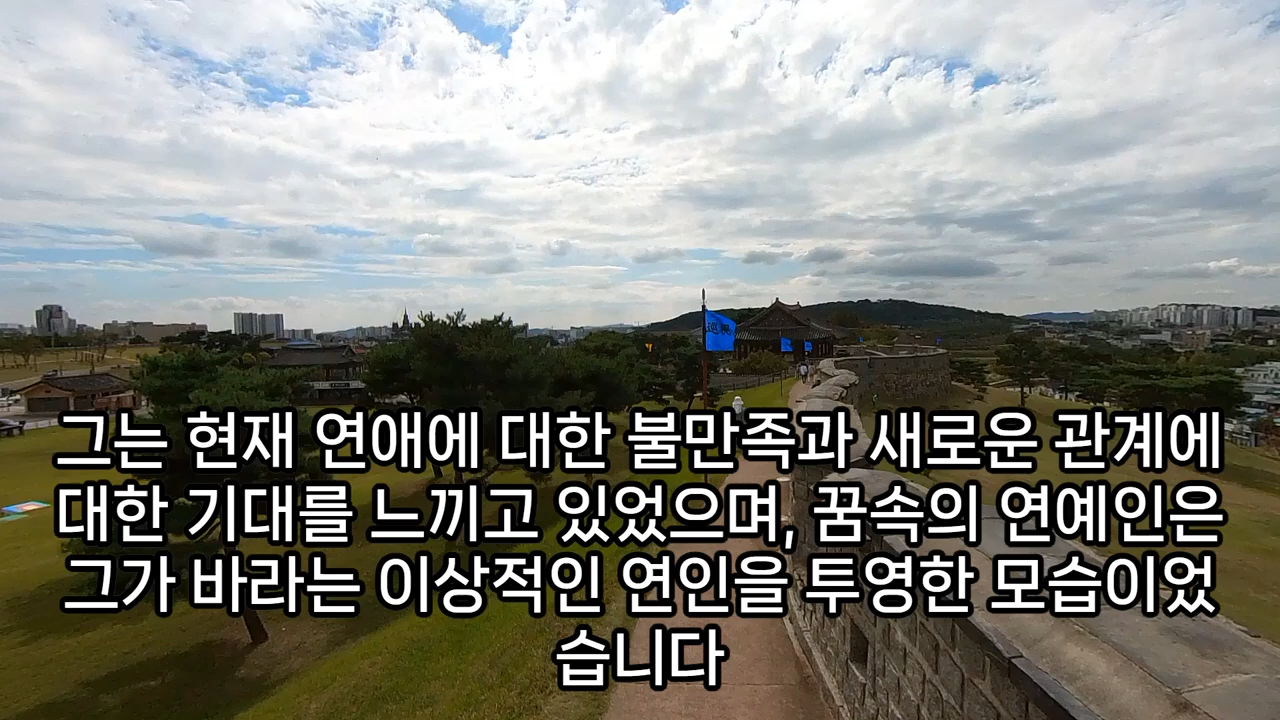 그는 현재 연애에 대한 불만족과 새로운 관계에
대한 기대를 느끼고 있었으며, 꿈속의 연예인은
그가 바라는 이상적인 연인을 투영한 모습이었
습니다